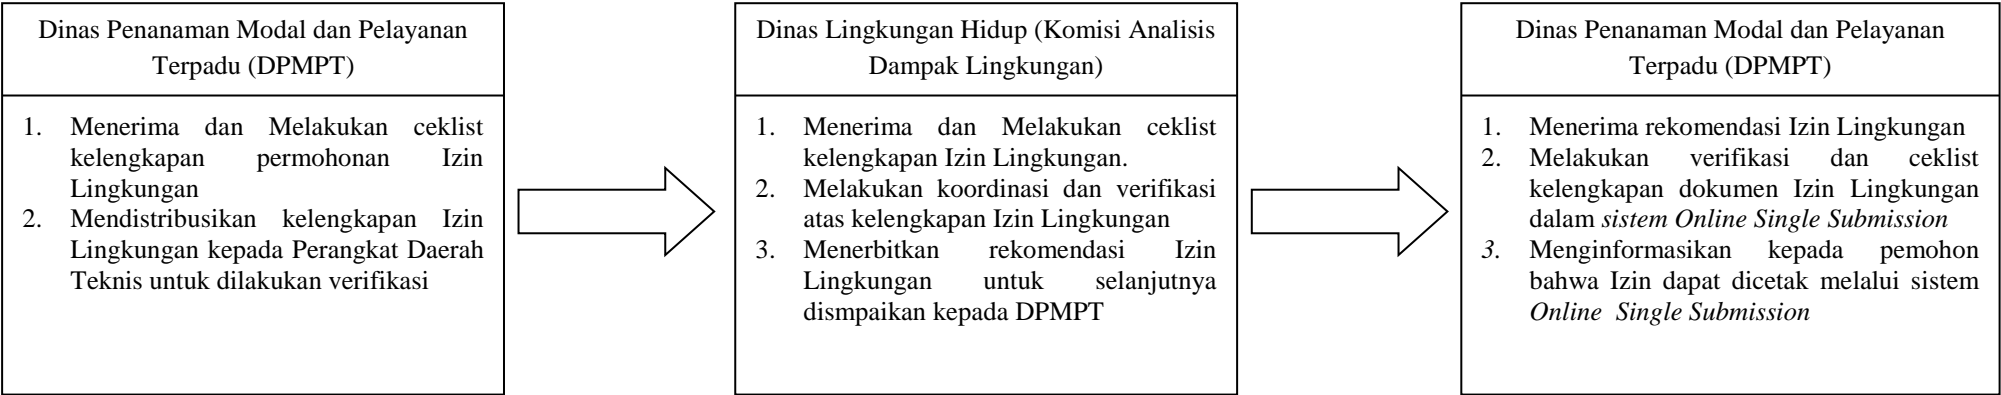 Dinas Penanaman Modal dan Pelayanan
Terpadu (DPMPT)
1. Menerima dan Melakukan ceklist
kelengkapan permohonan Izin
Lingkungan
2. Mendistribusikan kelengkapan Izin
Lingkungan kepada Perangkat Daerah
Teknis untuk dilakukan verifikasi
Dinas Lingkungan Hidup (Komisi Analisis
Dampak Lingkungan)
1. Menerima dan Melakukan ceklist
kelengkapan Izin Lingkungan.
2. Melakukan koordinasi dan verifikasi
atas kelengkapan Izin Lingkungan
3. Menerbitkan rekomendasi Izin
Lingkungan untuk selanjutnya
dismpaikan kepada DPMPT
Dinas Penanaman Modal dan Pelayanan
Terpadu (DPMPT)
1. Menerima rekomendasi Izin Lingkungan
2. Melakukan verifikasi dan ceklist
kelengkapan dokumen Izin Lingkungan
dalam sistem Online Single Submission
3. Menginformasikan kepada pemohon
bahwa Izin dapat dicetak melalui sistem
Online Single Submission